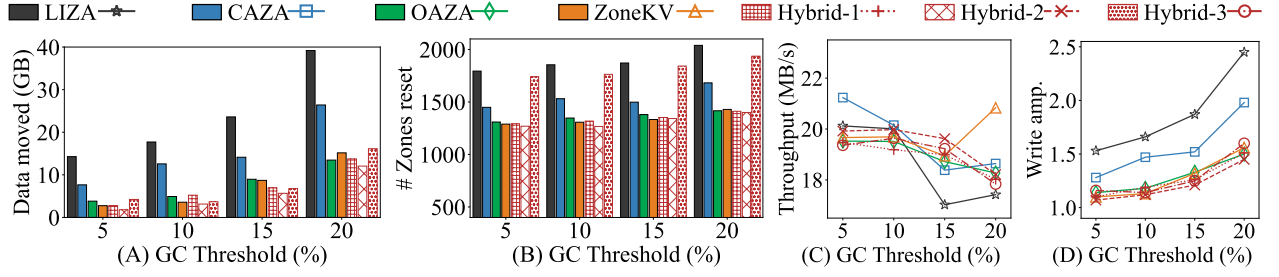 LIZA CAZA OAZA ZoneKV Hybrid-1 Hybrid-2 Hybrid-3
Data moved (GB)
40
30
20
10
0
5 10 15 20
(A) GC Threshold (%)
# Zones reset
2000
1500
1000
500
5 10 15 20
(B) GC Threshold (%)
Throughput (MB/s)
22
20
18
5 10 15 20
(C) GC Threshold (%)
Write amp.
2.5
2.0
1.5
1.0
5 10 15 20
(D) GC Threshold (%)